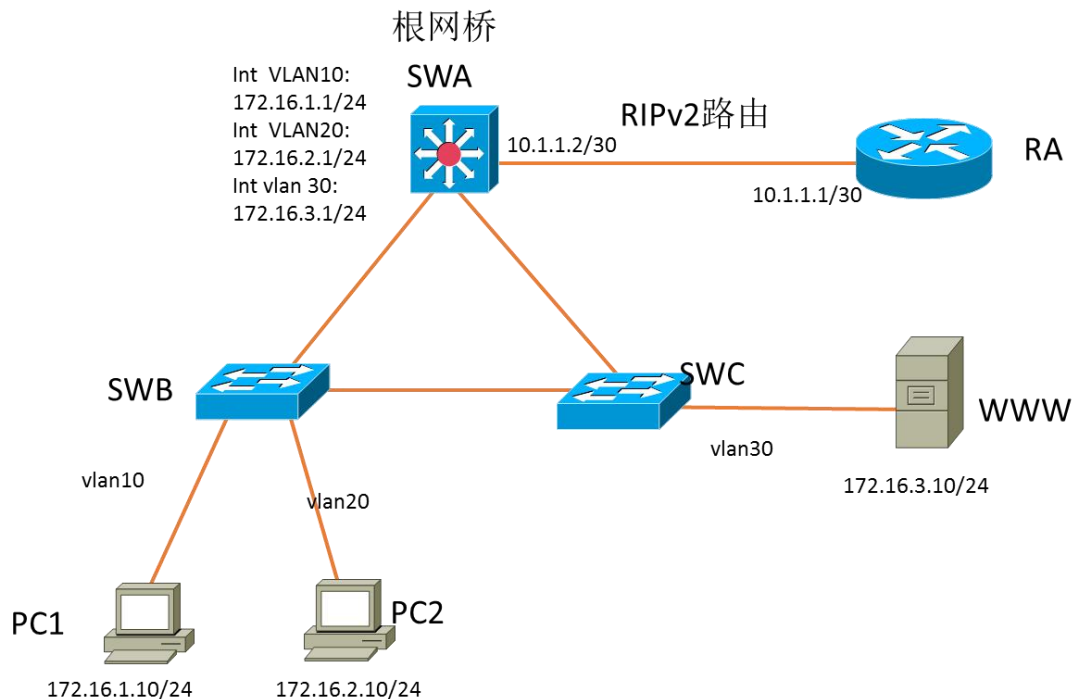 根网桥
SWA
Int  VLAN10:
172.16.1.1/24
Int VLAN20:
172.16.2.1/24
Int vlan 30:
172.16.3.1/24
RIPv2路由
10.1.1.2/30
RA
10.1.1.1/30
SWB
SWC
WWW
vlan30
172.16.3.10/24
vlan10
vlan20
PC1
PC2
172.16.1.10/24
172.16.2.10/24